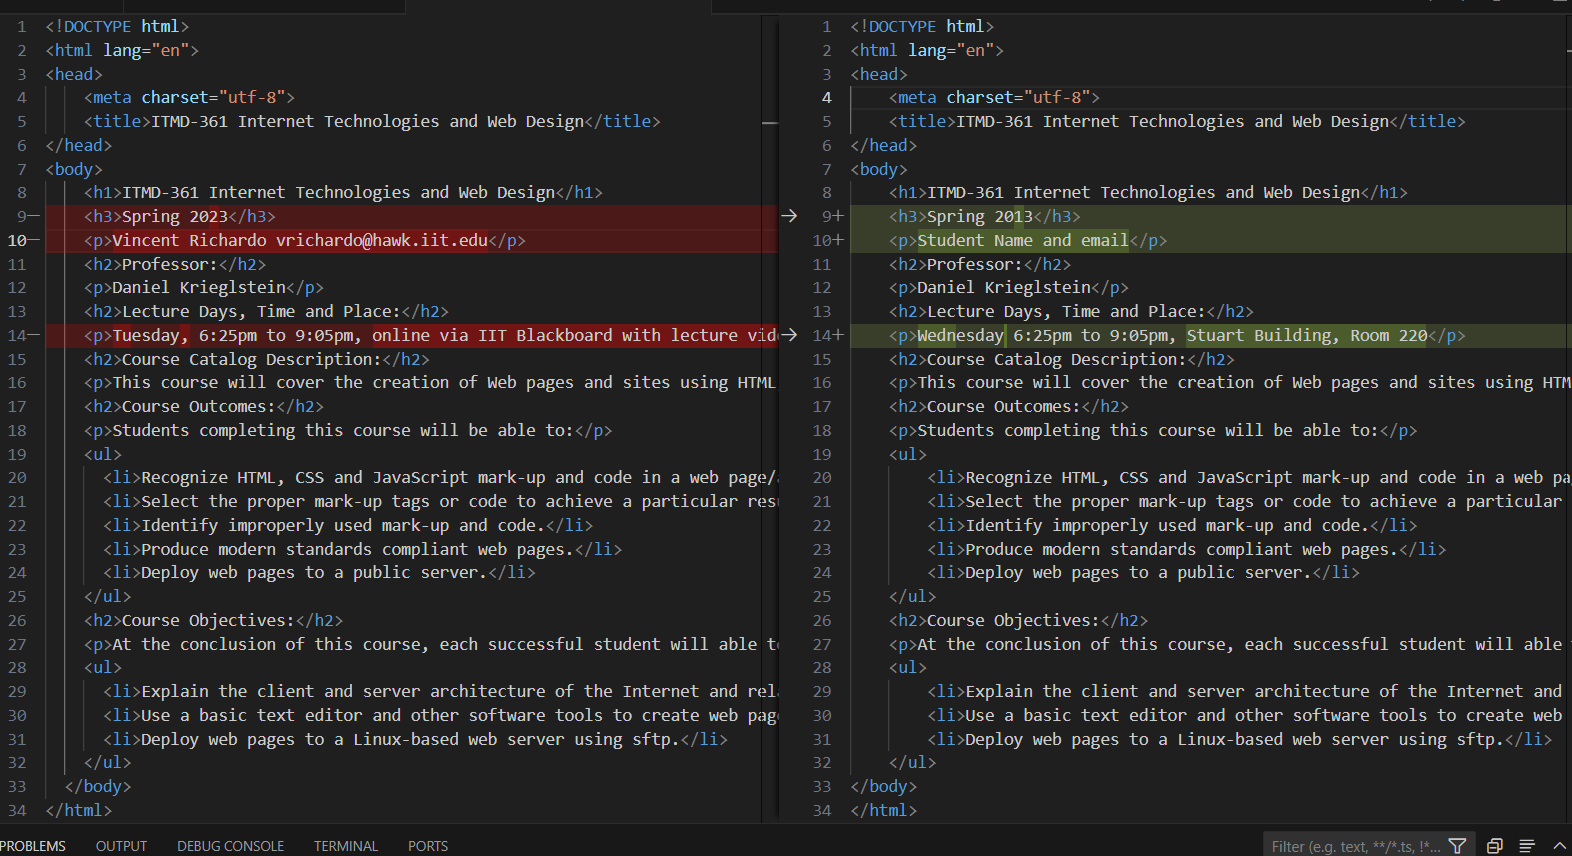 1 <!DOCTYPE html>
2 <html lang="en">
3 <head>
4 <meta charset="utf-8">
5 <title>ITMD-361 Internet Technologies and Web Design</title>
6 </head>
7 <body>
8 <h1>ITMD-361 Internet Technologies and Web Design</h1>
9— <h3>Spring 2023</h3>
10— <p>Vincent Richardo vrichardo@hawk.iit.edu</p>
11 <h2>Professor:</h2>
12 <p>Daniel Krieglstein</p>
13 <h2>Lecture Days, Time and Place:</h2>
14— <p>Tuesday, 6:25pm to 9:05pm, online via IIT Blackboard with lecture vid
15 <h2>Course Catalog Description:</h2>
16 <p>This course will cover the creation of Web pages and sites using HTML
17 <h2>Course Outcomes:</h2>
18 <p>Students completing this course will be able to:</p>
19 <ul>
20 <li>Recognize HTML, CSS and JavaScript mark-up and code in a web page/
21 <li>Select the proper mark-up tags or code to achieve a particular res
22 <li>Identify improperly used mark-up and code.</li>
23 <li>Produce modern standards compliant web pages.</li>
24 <li>Deploy web pages to a public server.</li>
25 </ul>
26 <h2>Course Objectives:</h2>
27 <p>At the conclusion of this course, each successful student will able t
28 <ul>
29 <li>Explain the client and server architecture of the Internet and rel
30 <li>Use a basic text editor and other software tools to create web pag
31 <li>Deploy web pages to a Linux-based web server using sftp.</li>
32 </ul>
33 </body>
34 </html>
1 <!DOCTYPE html>
2 <html lang="en">
3 <head>
4 <meta charset="utf-8">
5 <title>ITMD-361 Internet Technologies and Web Design</title>
6 </head>
7 <body>
8 <h1>ITMD-361 Internet Technologies and Web Design</h1>
→ 9+ <h3>Spring 2013</h3>
10+ <p>Student Name and email</p>
11 <h2>Professor:</h2>
12 <p>Daniel Krieglstein</p>
13 <h2>Lecture Days, Time and Place:</h2>
→ 14+ <p>Wednesday 6:25pm to 9:05pm, Stuart Building, Room 220</p>
15 <h2>Course Catalog Description:</h2>
16 <p>This course will cover the creation of Web pages and sites using HTM
17 <h2>Course Outcomes:</h2>
18 <p>Students completing this course will be able to:</p>
19 <ul>
20 <li>Recognize HTML, CSS and JavaScript mark-up and code in a web pa
21 <li>Select the proper mark-up tags or code to achieve a particular
22 <li>Identify improperly used mark-up and code.</li>
23 <li>Produce modern standards compliant web pages.</li>
24 <li>Deploy web pages to a public server.</li>
25 </ul>
26 <h2>Course Objectives:</h2>
27 <p>At the conclusion of this course, each successful student will able
28 <ul>
29 <li>Explain the client and server architecture of the Internet and
30 <li>Use a basic text editor and other software tools to create web
31 <li>Deploy web pages to a Linux-based web server using sftp.</li>
32 </ul>
33 </body>
34 </html>
PROBLEMS OUTPUT DEBUG CONSOLE TERMINAL PORTS Filter (e.g. text, **/*.ts, !*...